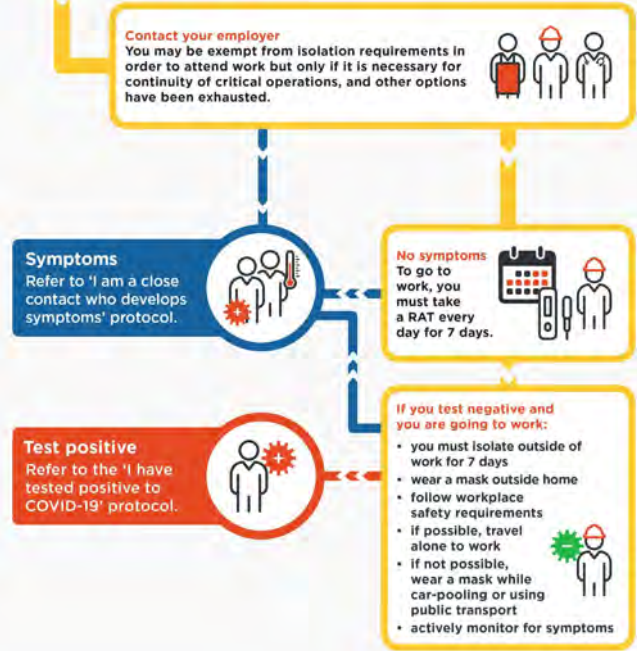 Contact your employer
You may be exempt from isolation requirements in
order to attend work but only if it is necessary for
continuity of critical operations, and other options
have been exhausted.
Symptoms
Refer to 'I am a close
contact who develops
symptoms' protocol.
No symptoms
To go to
work, you
must take
a RAT every
day for 7 days.
Test positive
Refer to the 'I have
tested positive to
COVID-19' protocol.
If you test negative and
you are going to work:
• you must isolate outside of
work for 7 days
• wear a mask outside home
• follow workplace
safety requirements
• if possible, travel
alone to work
• if not possible,
wear a mask while
car-pooling or using
public transport
• actively monitor for symptoms